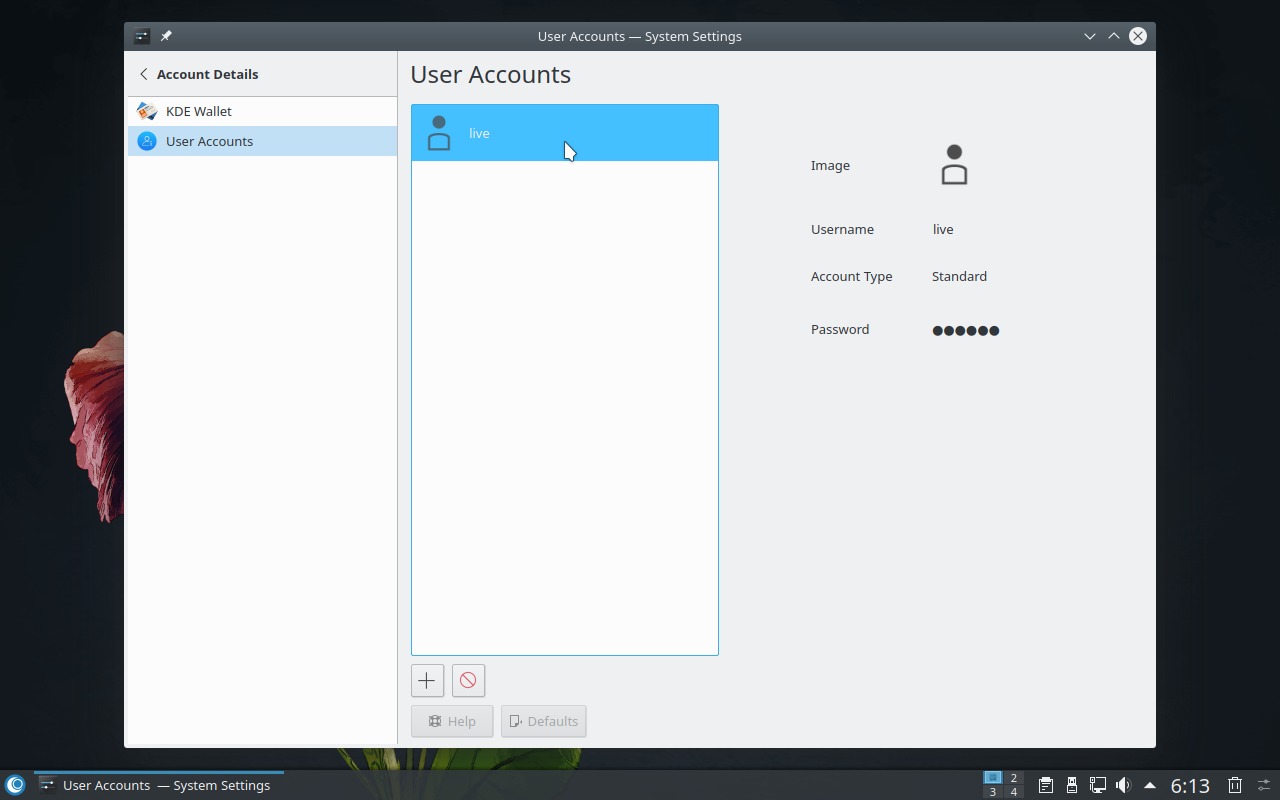 User Accounts — System Settings
Account Details
KDE Wallet
User Accounts
User Accounts
live
Image
Username live
Account Type Standard
Password ●●●●●●
Help Defaults
User Accounts — System Settings
2
3 4
6:13